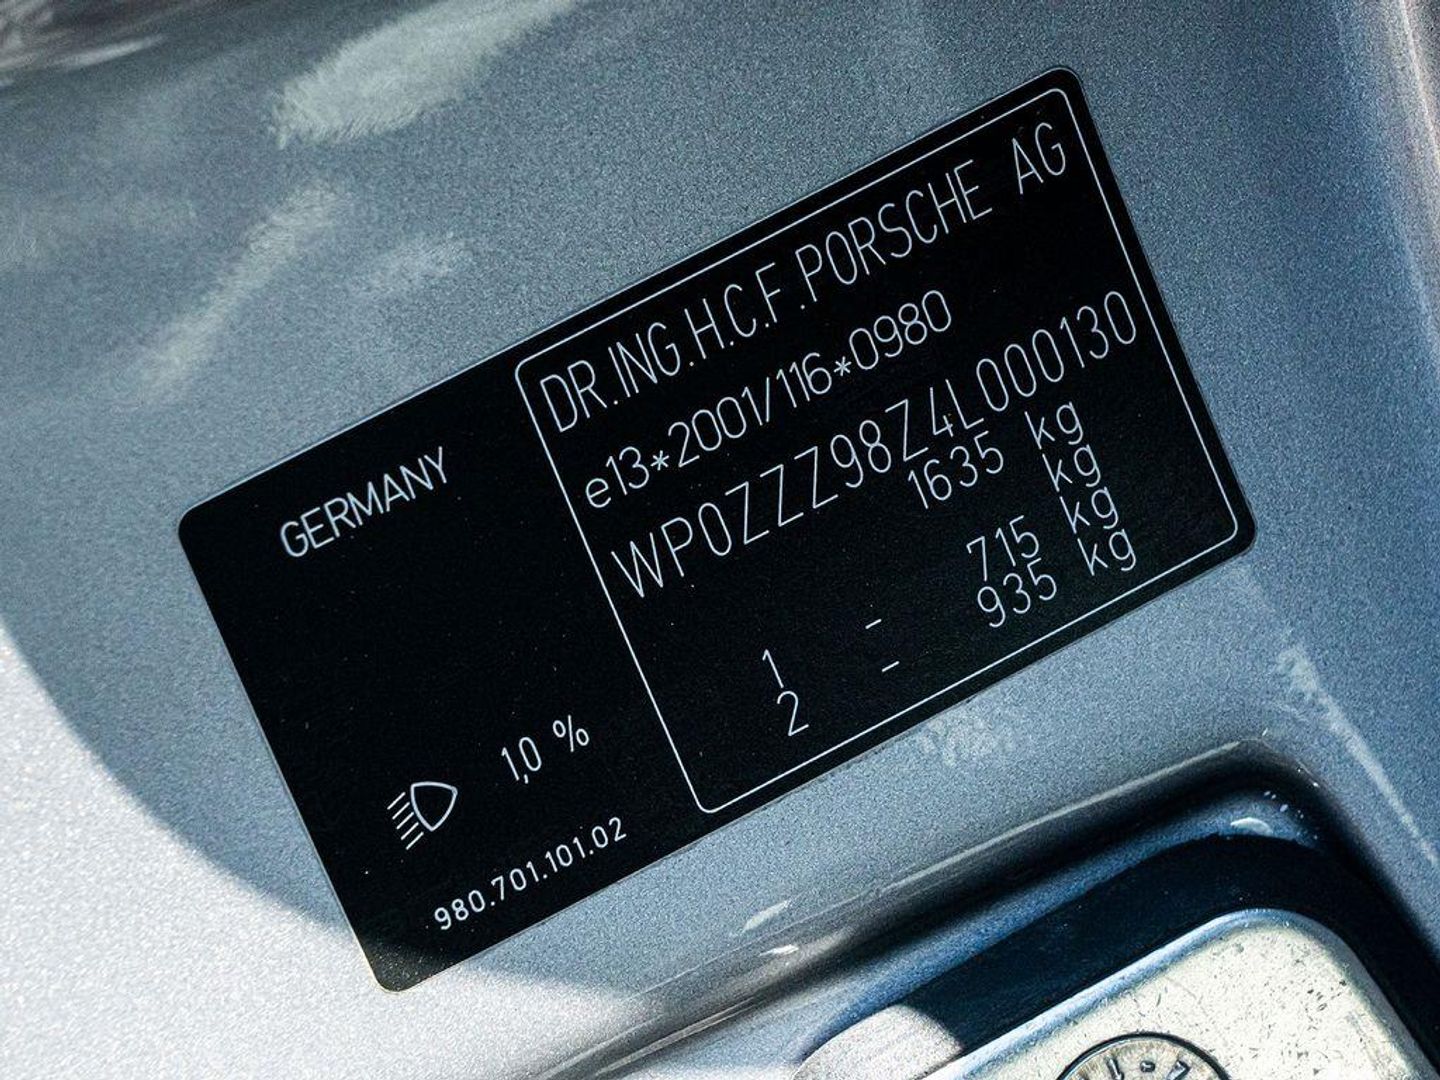 DR.ING.H.C.F.PORSCHE AG
e13*2001/116*0980
WP0ZZZ98Z4L000130
1635 kg
kg
1 - 715 kg
2 - 935 kg
GERMANY
1,0 %
980.701.101.02